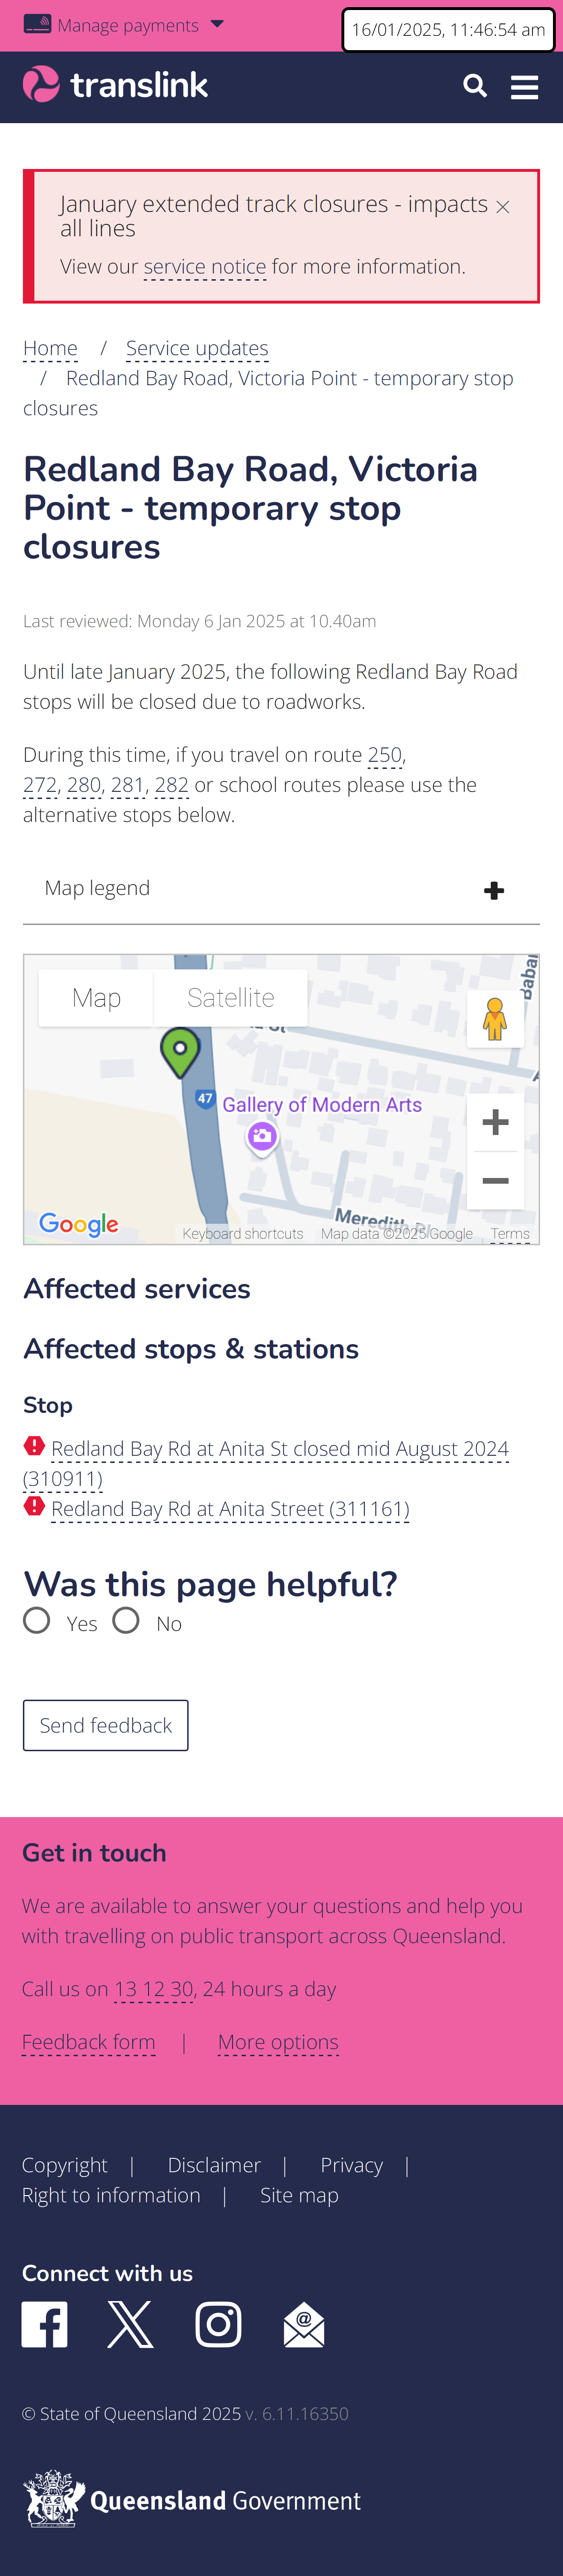 Manage payments
16/01/2025, 11:46:54 am
translink
January extended track closures - impacts
all lines
View our service notice for more information.
Home / Service updates
/ Redland Bay Road, Victoria Point - temporary stop
closures
Redland Bay Road, Victoria
Point - temporary stop
closures
Last reviewed: Monday 6 Jan 2025 at 10.40am
Until late January 2025, the following Redland Bay Road
stops will be closed due to roadworks.
During this time, if you travel on route 250,
272, 280, 281, 282 or school routes please use the
alternative stops below.
Map legend
Map
Satellite
47
Gallery of Modern Arts
Google
Keyboard shortcuts
Map data ©2025 Google
Terms
Affected services
Affected stops & stations
Stop
Redland Bay Rd at Anita St closed mid August 2024
(310911)
Redland Bay Rd at Anita Street (311161)
Was this page helpful?
Yes No
Send feedback
Get in touch
We are available to answer your questions and help you
with travelling on public transport across Queensland.
Call us on 13 12 30, 24 hours a day
Feedback form | More options
Copyright | Disclaimer | Privacy |
Right to information | Site map
Connect with us
© State of Queensland 2025 v. 6.11.16350
Queensland Government